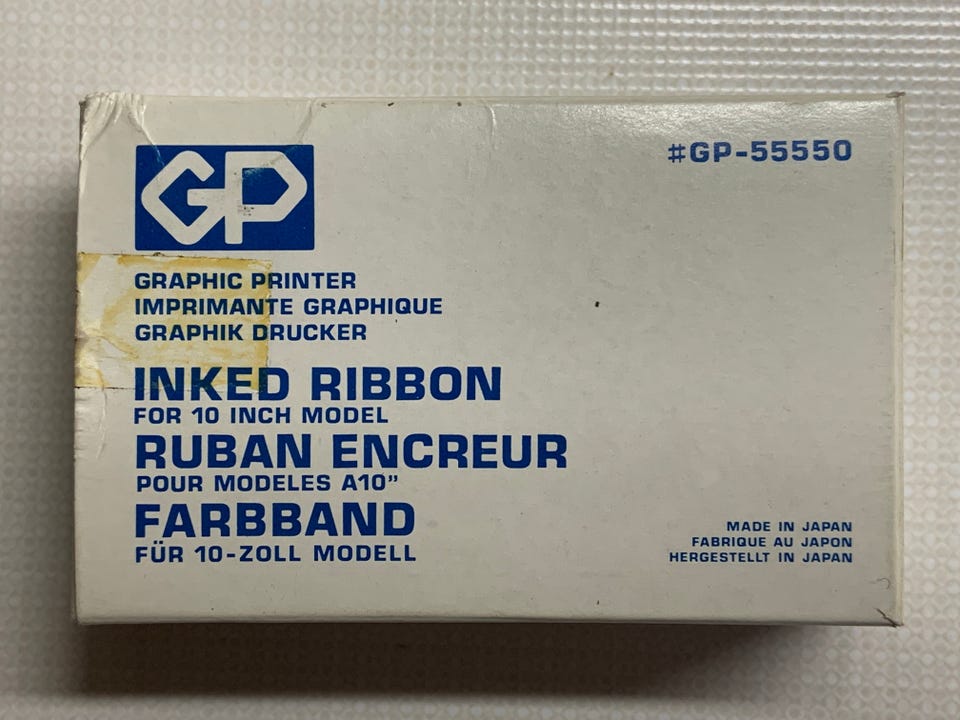 GP
#GP-55550
GRAPHIC PRINTER
IMPRIMANTE GRAPHIQUE
GRAPHIK DRUCKER
INKED RIBBON
FOR 10 INCH MODEL
RUBAN ENCREUR
POUR MODELES A10”
FARBBAND
FÜR 10-ZOLL MODELL
MADE IN JAPAN
FABRIQUE AU JAPON
HERGESTELLT IN JAPAN